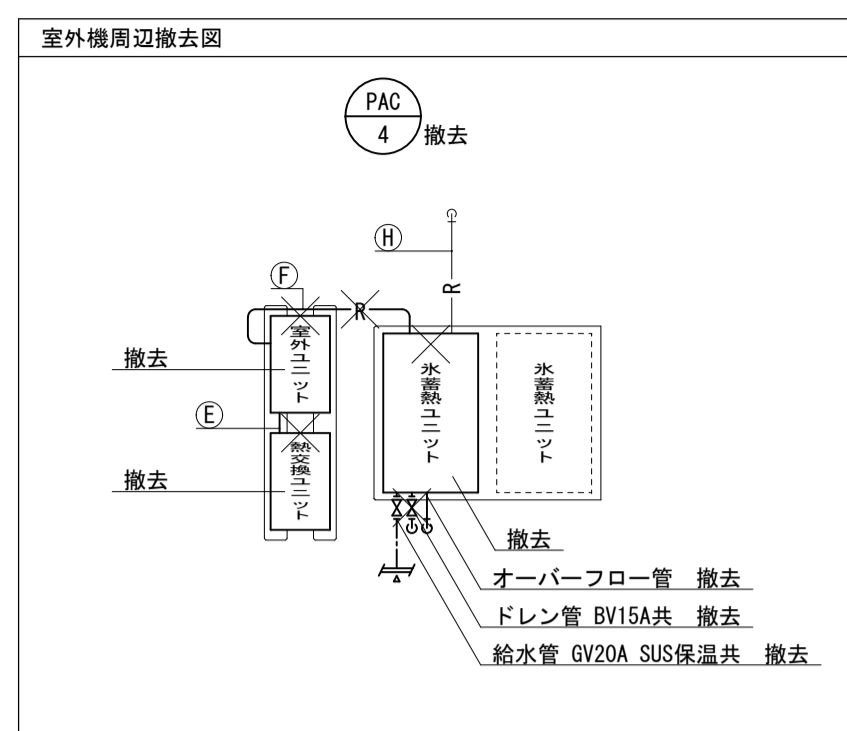 室外機周辺撤去図
PAC
4 撤去
H
F
R
R
室外ユニット
撤去
E
熱交換ユニット
撤去
氷蓄熱ユニット
氷蓄熱ユニット
撤去
オーバーフロー管 撤去
ドレン管 BV15A共 撤去
給水管 GV20A SUS保温共 撤去